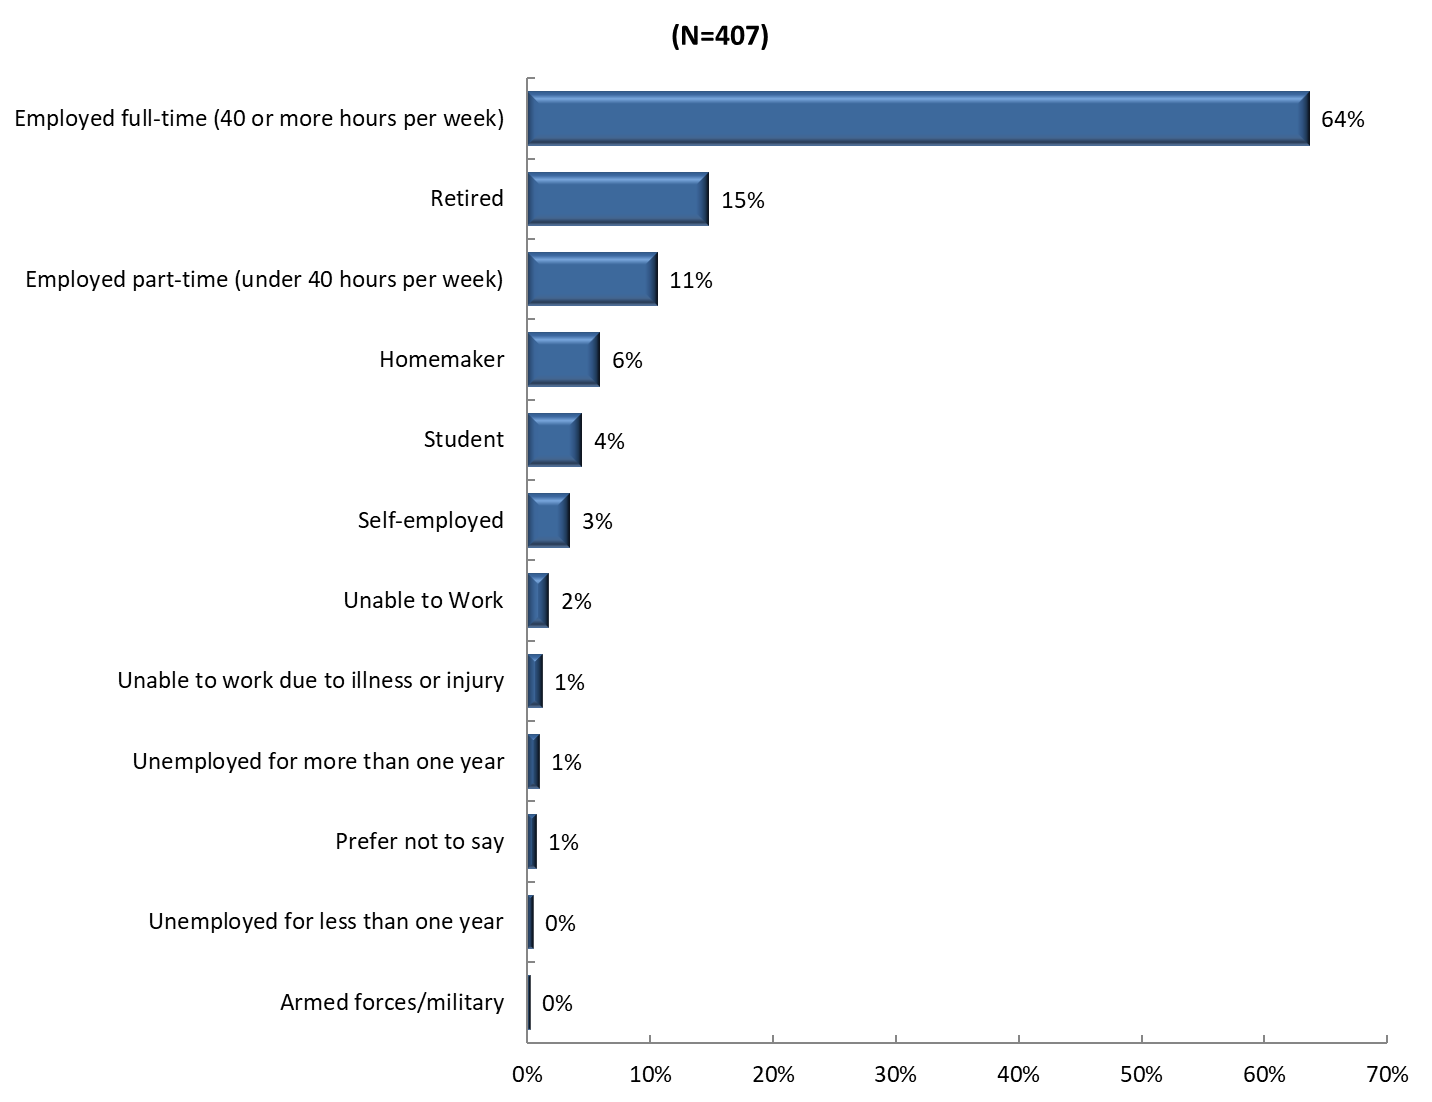 (N=407)
Employed full-time (40 or more hours per week) 64%
Retired 15%
Employed part-time (under 40 hours per week) 11%
Homemaker 6%
Student 4%
Self-employed 3%
Unable to Work 2%
Unable to work due to illness or injury 1%
Unemployed for more than one year 1%
Prefer not to say 1%
Unemployed for less than one year 0%
Armed forces/military 0%
0% 10% 20% 30% 40% 50% 60% 70%